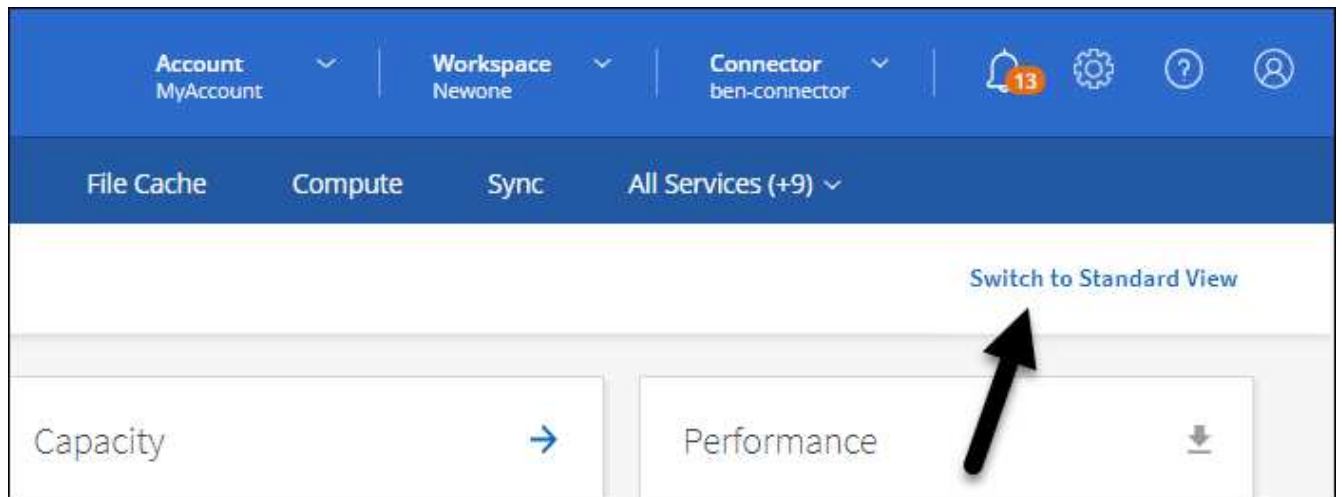 Account
MyAccount
Workspace
Newone
Connector
ben-connector
13
?
File Cache Compute Sync All Services (+9)
Switch to Standard View
Capacity
Performance